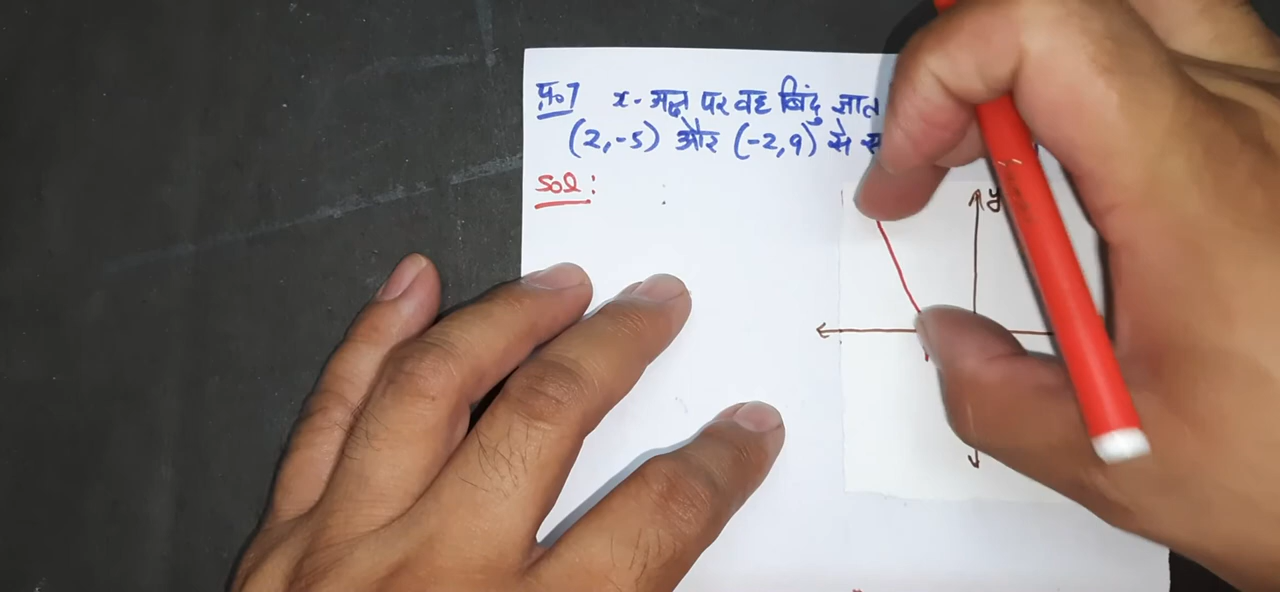 प्र०7 x-अक्ष पर वह बिंदु ज्ञात
(2,-5) और (-2,9) से
Sol:
y